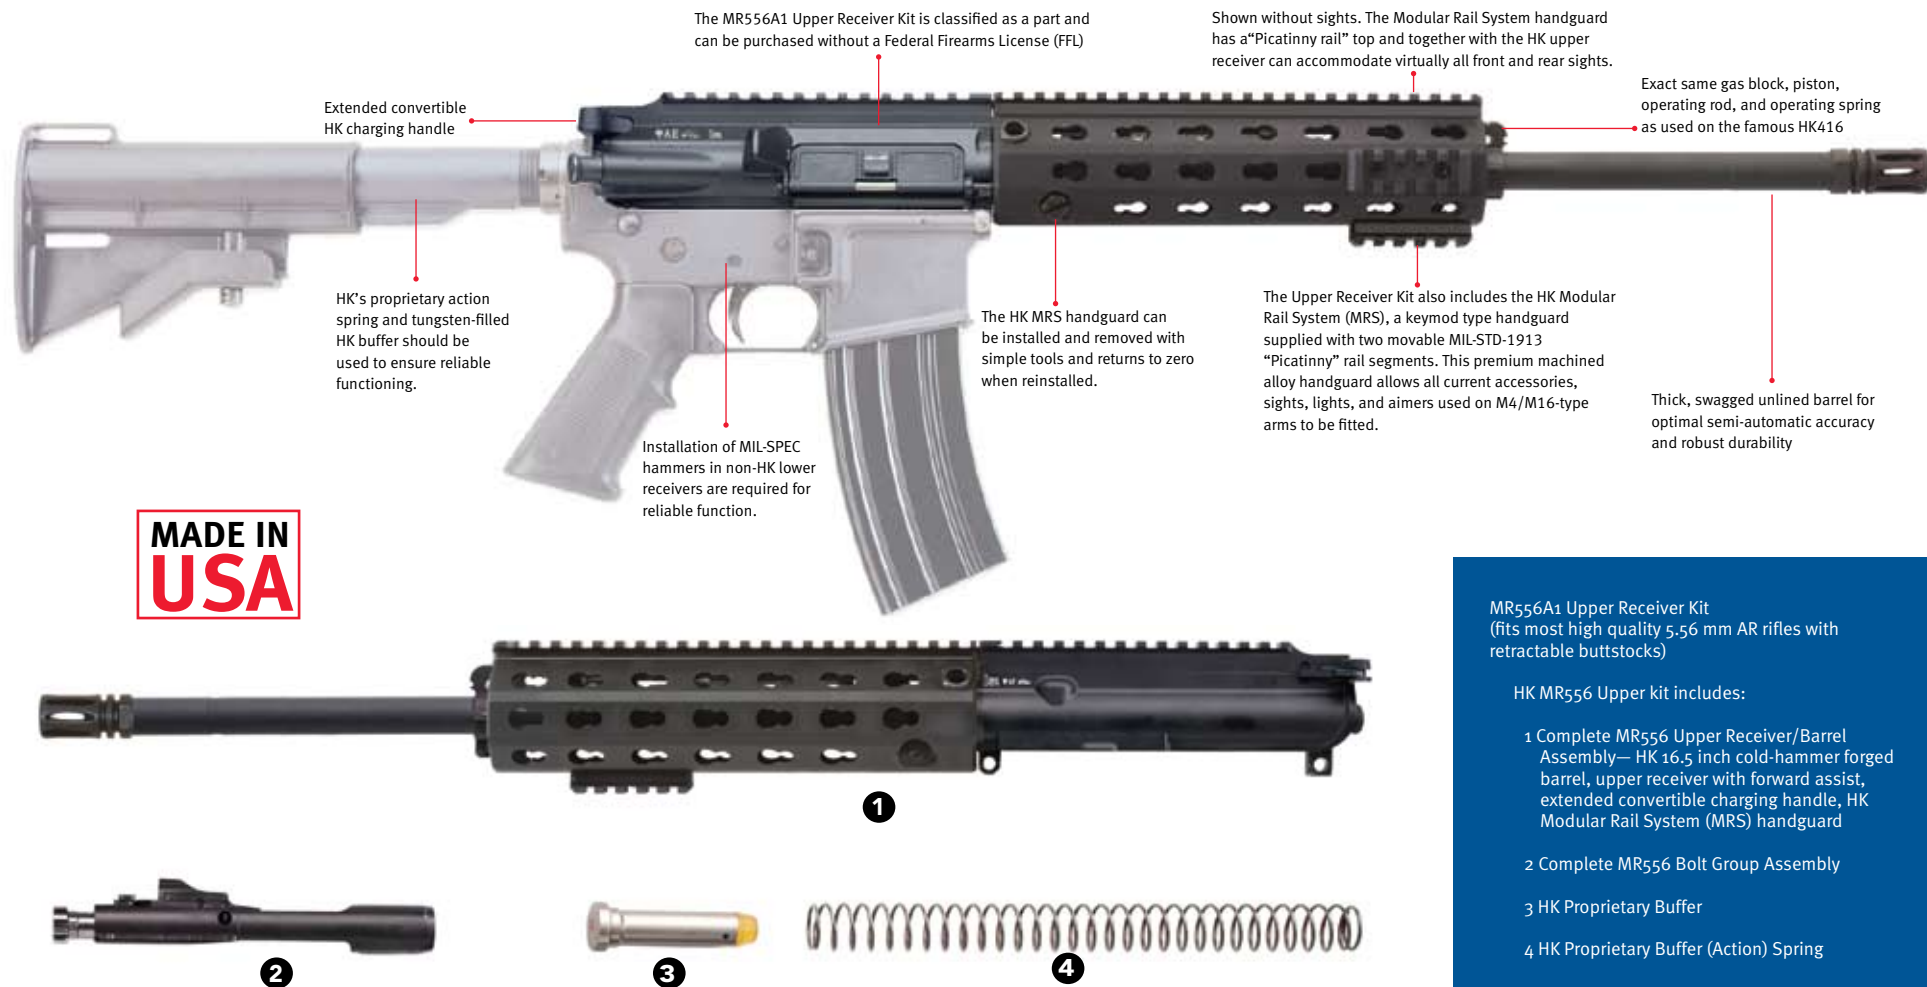 The MR556A1 Upper Receiver Kit is classified as a part and
can be purchased without a Federal Firearms License (FFL)
Shown without sights. The Modular Rail System handguard
has a“Picatinny rail” top and together with the HK upper
receiver can accommodate virtually all front and rear sights.
Extended convertible
HK charging handle
Exact same gas block, piston,
operating rod, and operating spring
as used on the famous HK416
HK’s proprietary action
spring and tungsten-filled
HK buffer should be
used to ensure reliable
functioning.
The HK MRS handguard can
be installed and removed with
simple tools and returns to zero
when reinstalled.
The Upper Receiver Kit also includes the HK Modular
Rail System (MRS), a keymod type handguard
supplied with two movable MIL-STD-1913
“Picatinny” rail segments. This premium machined
alloy handguard allows all current accessories,
sights, lights, and aimers used on M4/M16-type
arms to be fitted.
Thick, swagged unlined barrel for
optimal semi-automatic accuracy
and robust durability
Installation of MIL-SPEC
hammers in non-HK lower
receivers are required for
reliable function.
MADE IN
USA
MR556A1 Upper Receiver Kit
(fits most high quality 5.56 mm AR rifles with
retractable buttstocks)
HK MR556 Upper kit includes:
1 Complete MR556 Upper Receiver/Barrel
Assembly— HK 16.5 inch cold-hammer forged
barrel, upper receiver with forward assist,
extended convertible charging handle, HK
Modular Rail System (MRS) handguard
2 Complete MR556 Bolt Group Assembly
3 HK Proprietary Buffer
4 HK Proprietary Buffer (Action) Spring
1
2
3
4